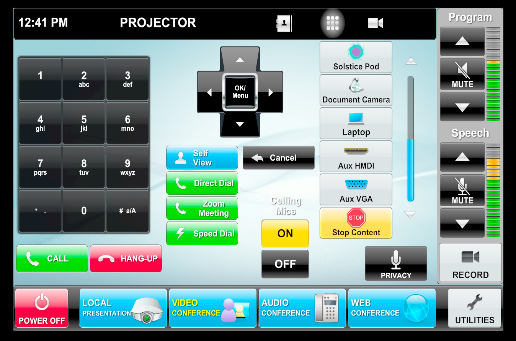 12:41 PM PROJECTOR
Program
MUTE
Speech
MUTE
RECORD
1
2
abc
3
def
4
ghi
5
jkl
6
mno
7
pqrs
8
tuv
9
wxyz
* .
0
# a/A
CALL
HANG-UP
OK/
Menu
Self
View
Cancel
Direct Dial
Zoom
Meeting
Speed Dial
Ceiling
Mics
ON
OFF
Solstice Pod
Document Camera
Laptop
Aux HDMI
Aux VGA
STOP
Stop Content
PRIVACY
POWER OFF
LOCAL
PRESENTATION
VIDEO
CONFERENCE
AUDIO
CONFERENCE
WEB
CONFERENCE
UTILITIES